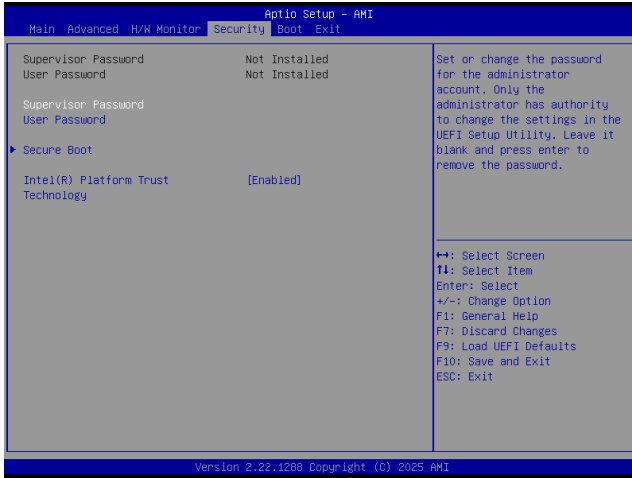 Aptio Setup – AMI
Main Advanced H/W Monitor Security Boot Exit
Supervisor Password Not Installed
User Password Not Installed
Supervisor Password
User Password
Secure Boot
Intel(R) Platform Trust [Enabled]
Technology
Set or change the password
for the administrator
account. Only the
administrator has authority
to change the settings in the
UEFI Setup Utility. Leave it
blank and press enter to
remove the password.
↔: Select Screen
↑↓: Select Item
Enter: Select
+/-: Change Option
F1: General Help
F7: Discard Changes
F9: Load UEFI Defaults
F10: Save and Exit
ESC: Exit
Version 2.22.1288 Copyright (C) 2025 AMI